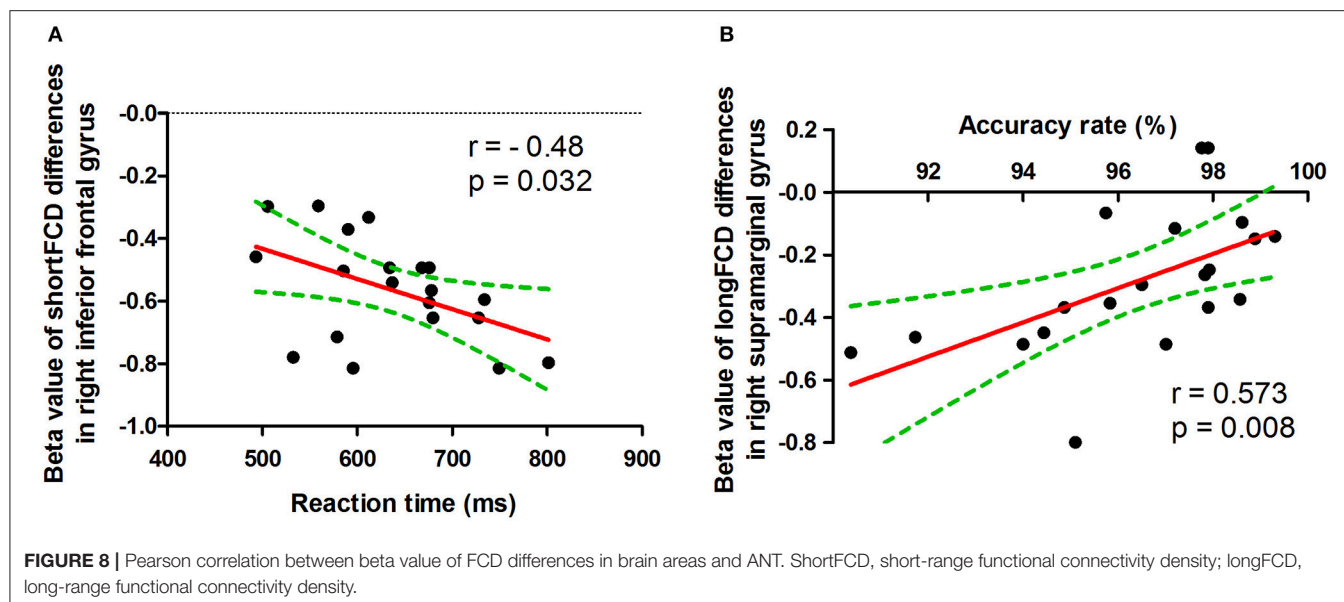 A
Beta value of shortFCD differences
in right inferior frontal gyrus
-0.0
-0.2
-0.4
-0.6
-0.8
-1.0
r = - 0.48
p = 0.032
400 500 600 700 800 900
Reaction time (ms)
B
Beta value of longFCD differences
in right supramarginal gyrus
Accuracy rate (%)
92 94 96 98 100
0.2
-0.0
-0.2
-0.4
-0.6
-0.8
r = 0.573
p = 0.008
FIGURE 8 | Pearson correlation between beta value of FCD differences in brain areas and ANT. ShortFCD, short-range functional connectivity density; longFCD,
long-range functional connectivity density.